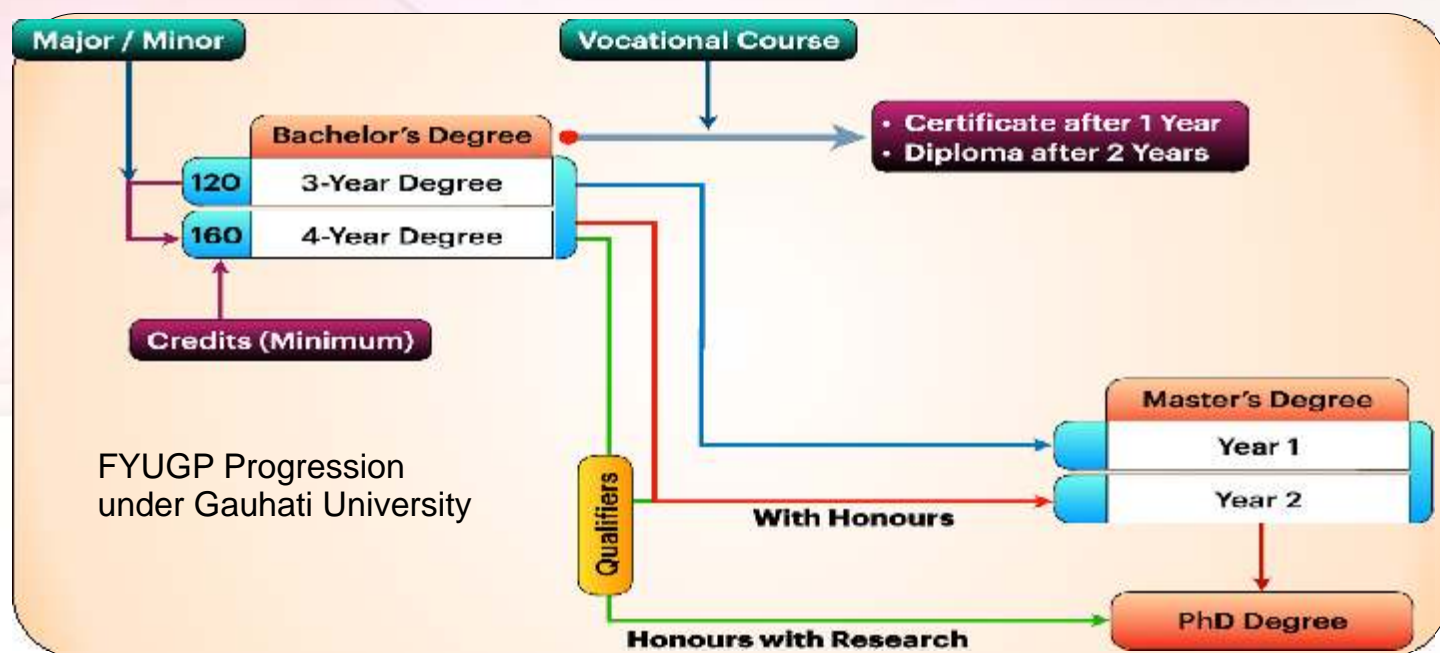 Major / Minor
Vocational Course
Bachelor's Degree
• Certificate after 1 Year
• Diploma after 2 Years
120
3-Year Degree
160
4-Year Degree
Credits (Minimum)
Master's Degree
Year 1
FYUGP Progression
under Gauhati University
Qualifiers
Year 2
With Honours
PhD Degree
Honours with Research